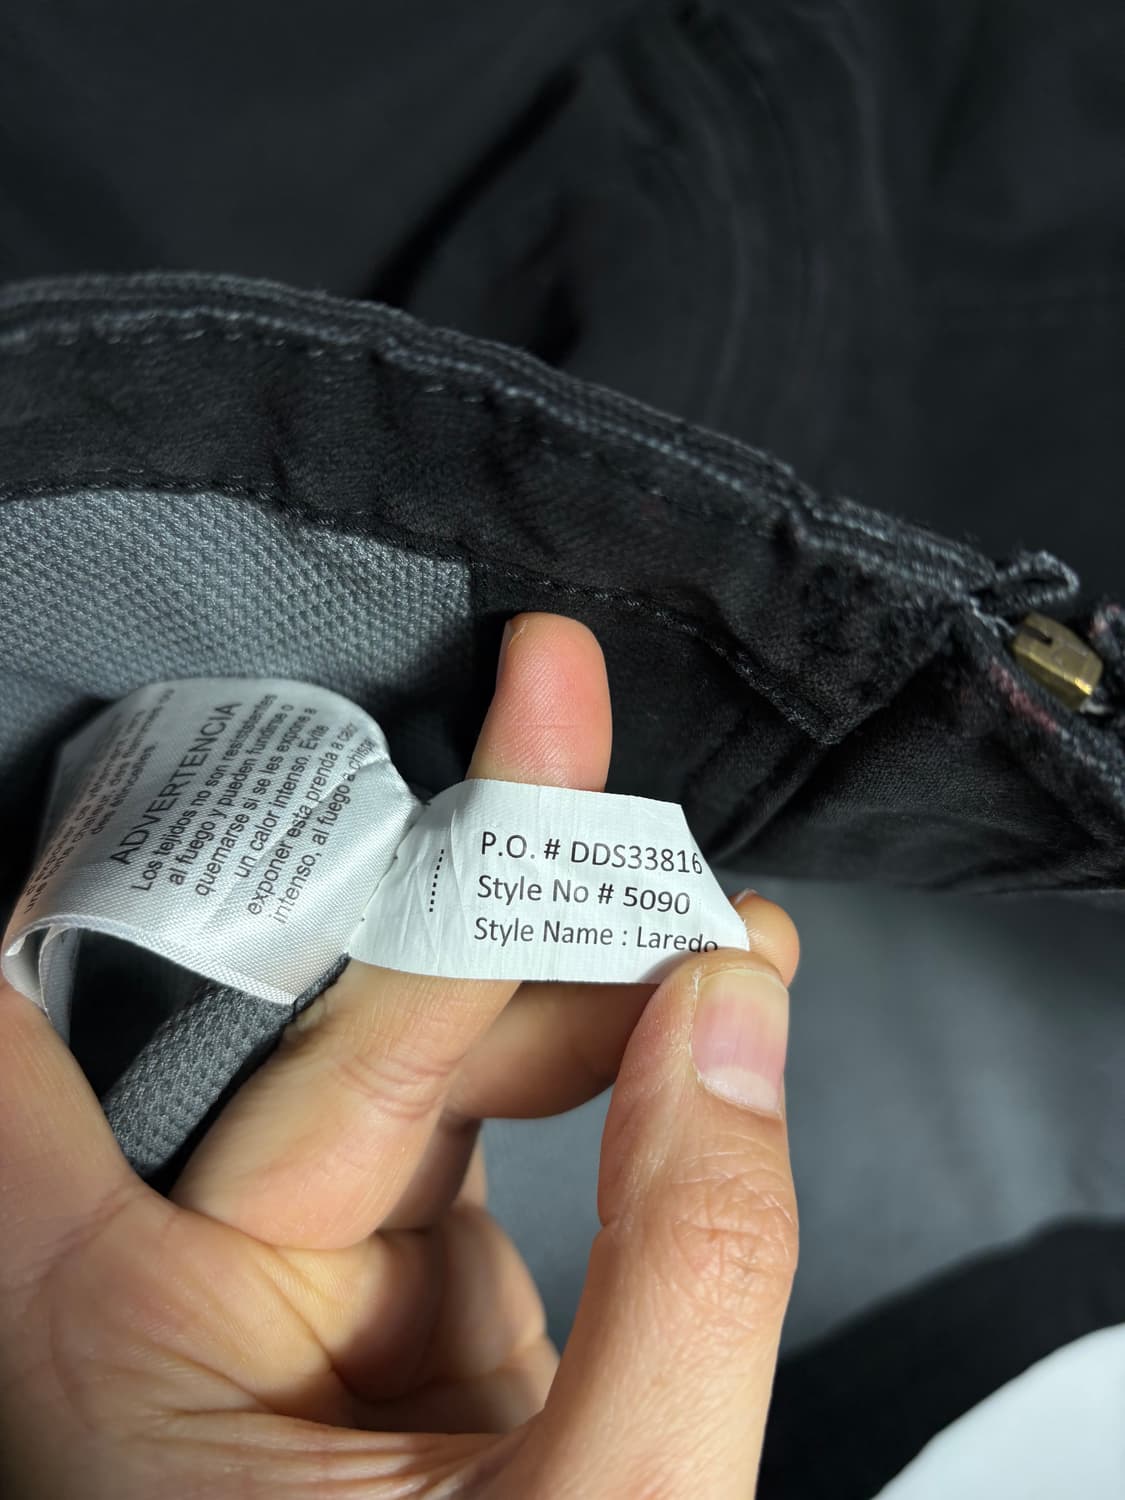 ADVERTENCIA
Los tejidos no son resistentes
al fuego y pueden fundirse o
quemarse si se les expone a
un calor intenso. Evite
exponer esta prenda a calor
intenso, al fuego a chispa
P.O. # DDS33816
Style No # 5090
Style Name : Laredo